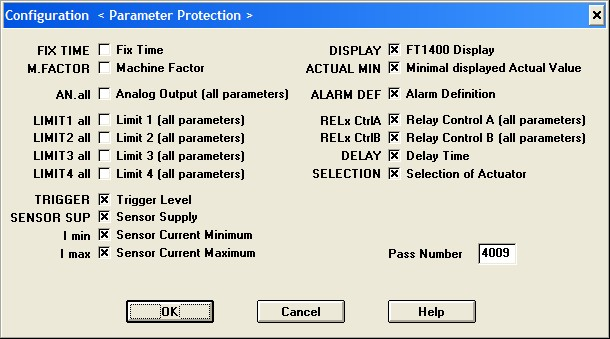 Configuration < Parameter Protection >
FIX TIME Fix Time
M.FACTOR Machine Factor
AN.all Analog Output (all parameters)
LIMIT1 all Limit 1 (all parameters)
LIMIT2 all Limit 2 (all parameters)
LIMIT3 all Limit 3 (all parameters)
LIMIT4 all Limit 4 (all parameters)
TRIGGER Trigger Level
SENSOR SUP Sensor Supply
I min Sensor Current Minimum
I max Sensor Current Maximum
DISPLAY FT1400 Display
ACTUAL MIN Minimal displayed Actual Value
ALARM DEF Alarm Definition
RELx CtrlA Relay Control A (all parameters)
RELx CtrlB Relay Control B (all parameters)
DELAY Delay Time
SELECTION Selection of Actuator
Pass Number 4009
OK Cancel Help